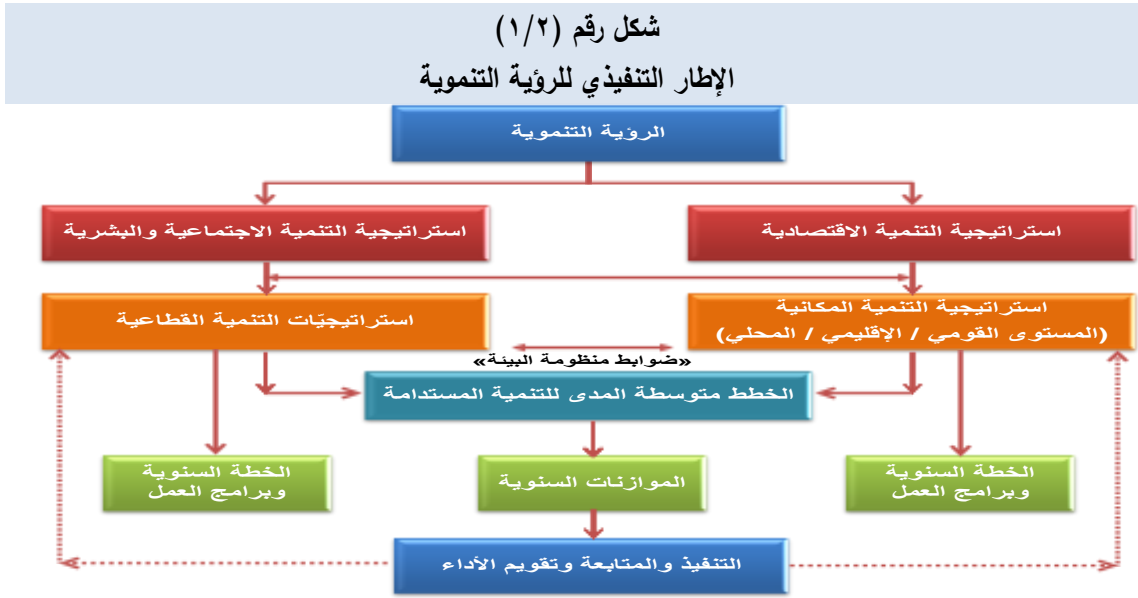 شكل رقم (١/٢)
الإطار التنفيذي للرؤية التنموية
الرؤية التنموية
استراتيجية التنمية الاقتصادية
استراتيجية التنمية الاجتماعية والبشرية
استراتيجية التنمية المكانية
(المستوى القومي / الإقليمي / المحلي)
استراتيجيّات التنمية القطاعية
«ضوابط منظومة البيئة»
الخطط متوسطة المدى للتنمية المستدامة
الخطة السنوية
وبرامج العمل
الموازنات السنوية
الخطة السنوية
وبرامج العمل
التنفيذ والمتابعة وتقويم الأداء